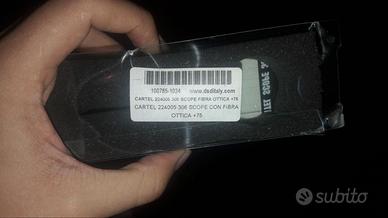 100785-1034 www.dsditaly.com
CARTEL 224005 306 SCOPE FIBRA OTTICA +75
CARTEL 224005 306 SCOPE CON FIBRA
OTTICA +75
subito